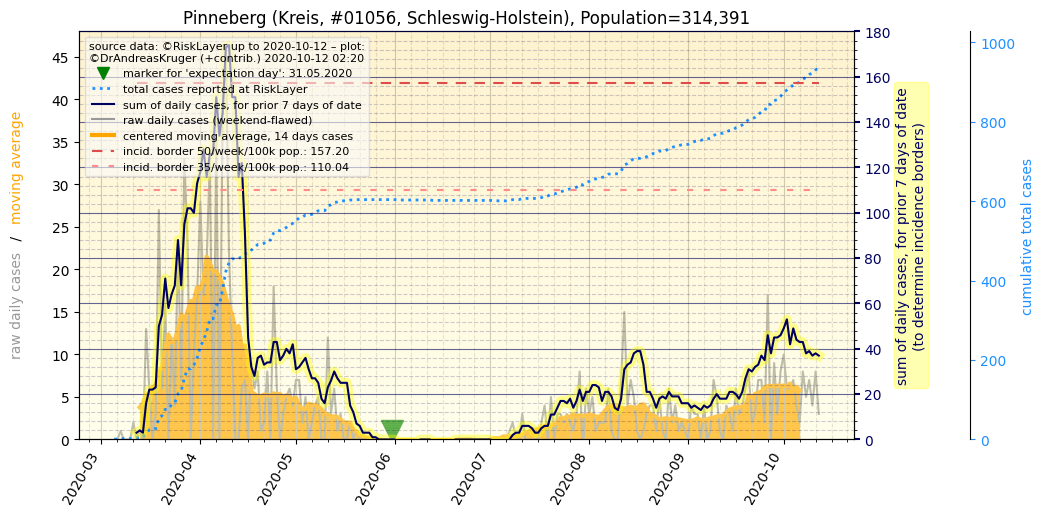 Pinneberg (Kreis, #01056, Schleswig-Holstein), Population=314,391
source data: ©RiskLayer up to 2020-10-12 – plot:
©DrAndreasKruger (+contrib.) 2020-10-12 02:20
marker for 'expectation day': 31.05.2020
total cases reported at RiskLayer
sum of daily cases, for prior 7 days of date
raw daily cases (weekend-flawed)
centered moving average, 14 days cases
incid. border 50/week/100k pop.: 157.20
incid. border 35/week/100k pop.: 110.04
raw daily cases / moving average
45
40
35
30
25
20
15
10
5
0
180
160
140
120
100
80
60
40
20
0
sum of daily cases, for prior 7 days of date
(to determine incidence borders)
1000
800
600
400
200
0
cumulative total cases
2020-03
2020-04
2020-05
2020-06
2020-07
2020-08
2020-09
2020-10